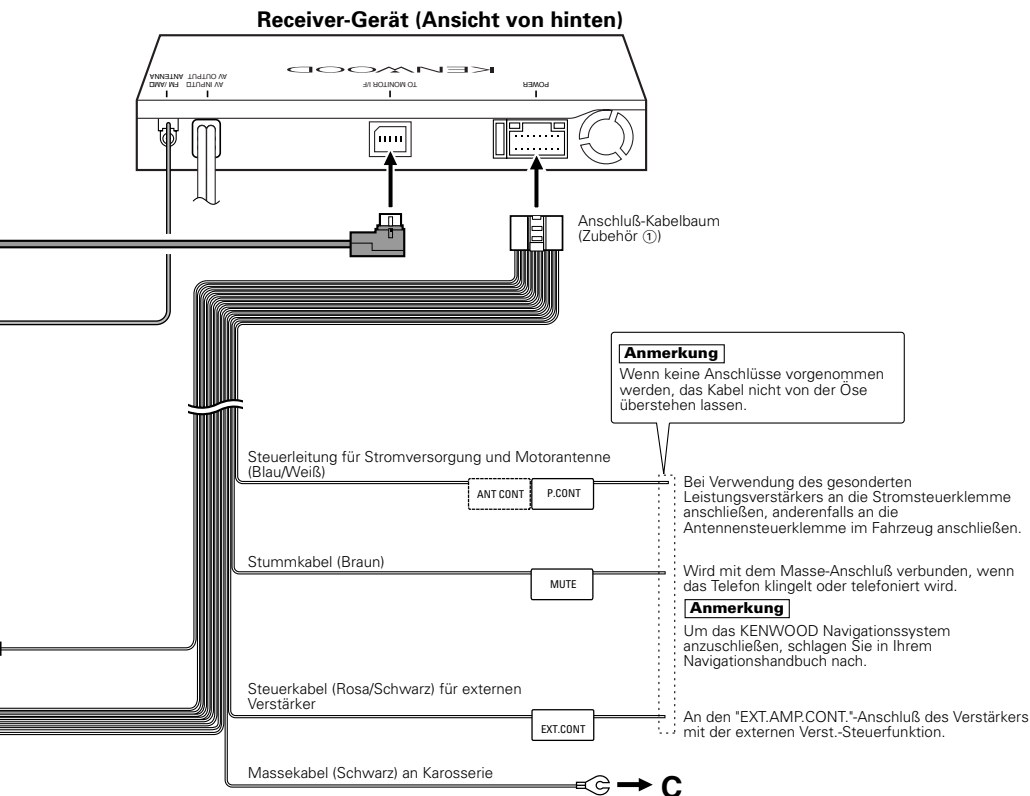 Receiver-Gerät (Ansicht von hinten)
KENWOOD
FM / AM
ANTENNA
AV INPUT
AV OUTPUT
TO MONITOR I/F
POWER
Anschluß-Kabelbaum
(Zubehör ①)
Anmerkung
Wenn keine Anschlüsse vorgenommen
werden, das Kabel nicht von der Öse
überstehen lassen.
Steuerleitung für Stromversorgung und Motorantenne
(Blau/Weiß)
ANT CONT
P.CONT
Bei Verwendung des gesonderten
Leistungsverstärkers an die Stromsteuerklemme
anschließen, anderenfalls an die
Antennensteuerklemme im Fahrzeug anschließen.
Stummkabel (Braun)
MUTE
Wird mit dem Masse-Anschluß verbunden, wenn
das Telefon klingelt oder telefoniert wird.
Anmerkung
Um das KENWOOD Navigationssystem
anzuschließen, schlagen Sie in Ihrem
Navigationshandbuch nach.
Steuerkabel (Rosa/Schwarz) für externen
Verstärker
EXT.CONT
An den "EXT.AMP.CONT."-Anschluß des Verstärkers
mit der externen Verst.-Steuerfunktion.
Massekabel (Schwarz) an Karosserie
C